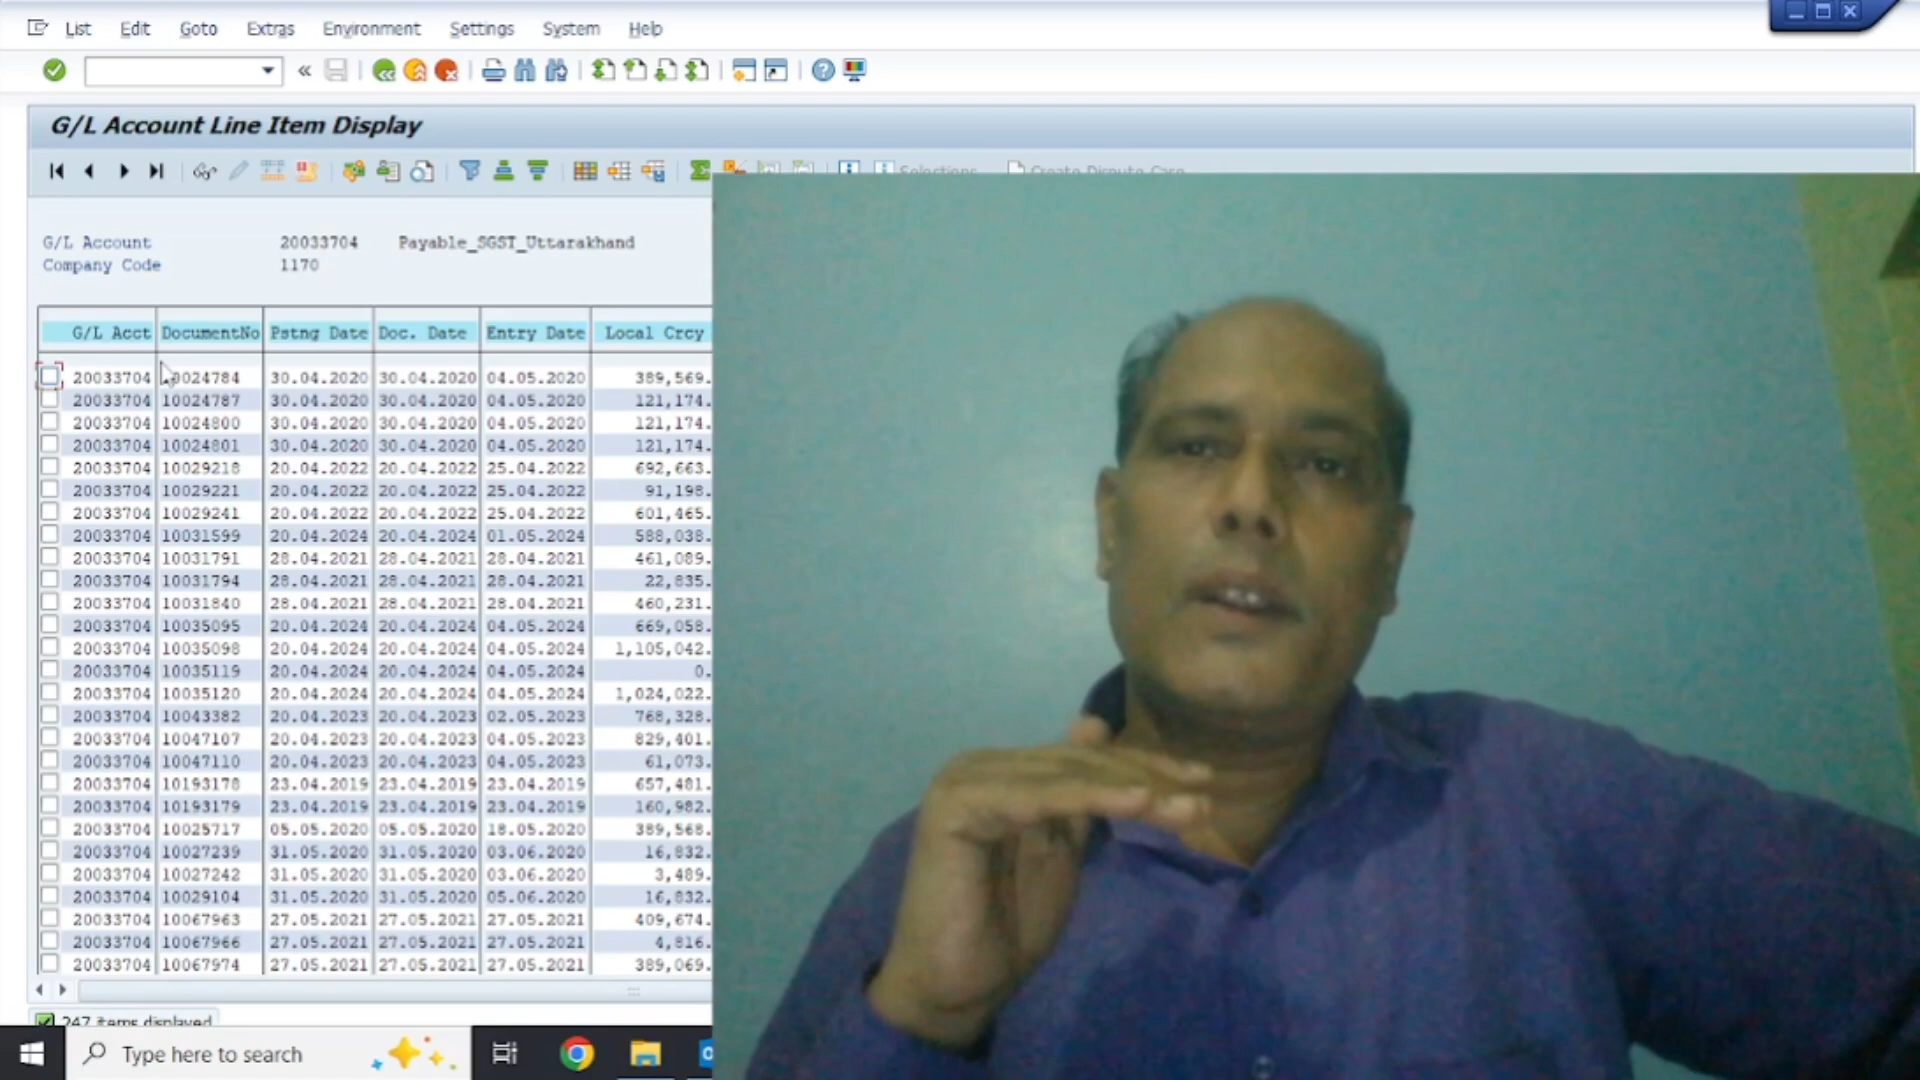 List Edit Goto Extras Environment Settings System Help
G/L Account Line Item Display
Selections Create Dispute Case
G/L Account 20033704 Payable_SGST_Uttarakhand
Company Code 1170
G/L Acct DocumentNo Pstng Date Doc. Date Entry Date Local Crcy
20033704 10024784 30.04.2020 30.04.2020 04.05.2020 389,569.
20033704 10024787 30.04.2020 30.04.2020 04.05.2020 121,174.
20033704 10024800 30.04.2020 30.04.2020 04.05.2020 121,174.
20033704 10024801 30.04.2020 30.04.2020 04.05.2020 121,174.
20033704 10029218 20.04.2022 20.04.2022 25.04.2022 692,663.
20033704 10029221 20.04.2022 20.04.2022 25.04.2022 91,198.
20033704 10029241 20.04.2022 20.04.2022 25.04.2022 601,465.
20033704 10031599 20.04.2024 20.04.2024 01.05.2024 588,038.
20033704 10031791 28.04.2021 28.04.2021 28.04.2021 461,089.
20033704 10031794 28.04.2021 28.04.2021 28.04.2021 22,835.
20033704 10031840 28.04.2021 28.04.2021 28.04.2021 460,231.
20033704 10035095 20.04.2024 20.04.2024 04.05.2024 669,058.
20033704 10035098 20.04.2024 20.04.2024 04.05.2024 1,105,042.
20033704 10035119 20.04.2024 20.04.2024 04.05.2024 0.
20033704 10035120 20.04.2024 20.04.2024 04.05.2024 1,024,022.
20033704 10043382 20.04.2023 20.04.2023 02.05.2023 768,328.
20033704 10047107 20.04.2023 20.04.2023 04.05.2023 829,401.
20033704 10047110 20.04.2023 20.04.2023 04.05.2023 61,073.
20033704 10193178 23.04.2019 23.04.2019 23.04.2019 657,481.
20033704 10193179 23.04.2019 23.04.2019 23.04.2019 160,982.
20033704 10025717 05.05.2020 05.05.2020 18.05.2020 389,568.
20033704 10027239 31.05.2020 31.05.2020 03.06.2020 16,832.
20033704 10027242 31.05.2020 31.05.2020 03.06.2020 3,489.
20033704 10029104 31.05.2020 31.05.2020 05.06.2020 16,832.
20033704 10067963 27.05.2021 27.05.2021 27.05.2021 409,674.
20033704 10067966 27.05.2021 27.05.2021 27.05.2021 4,816.
20033704 10067974 27.05.2021 27.05.2021 27.05.2021 389,069.
247 items displayed
Type here to search